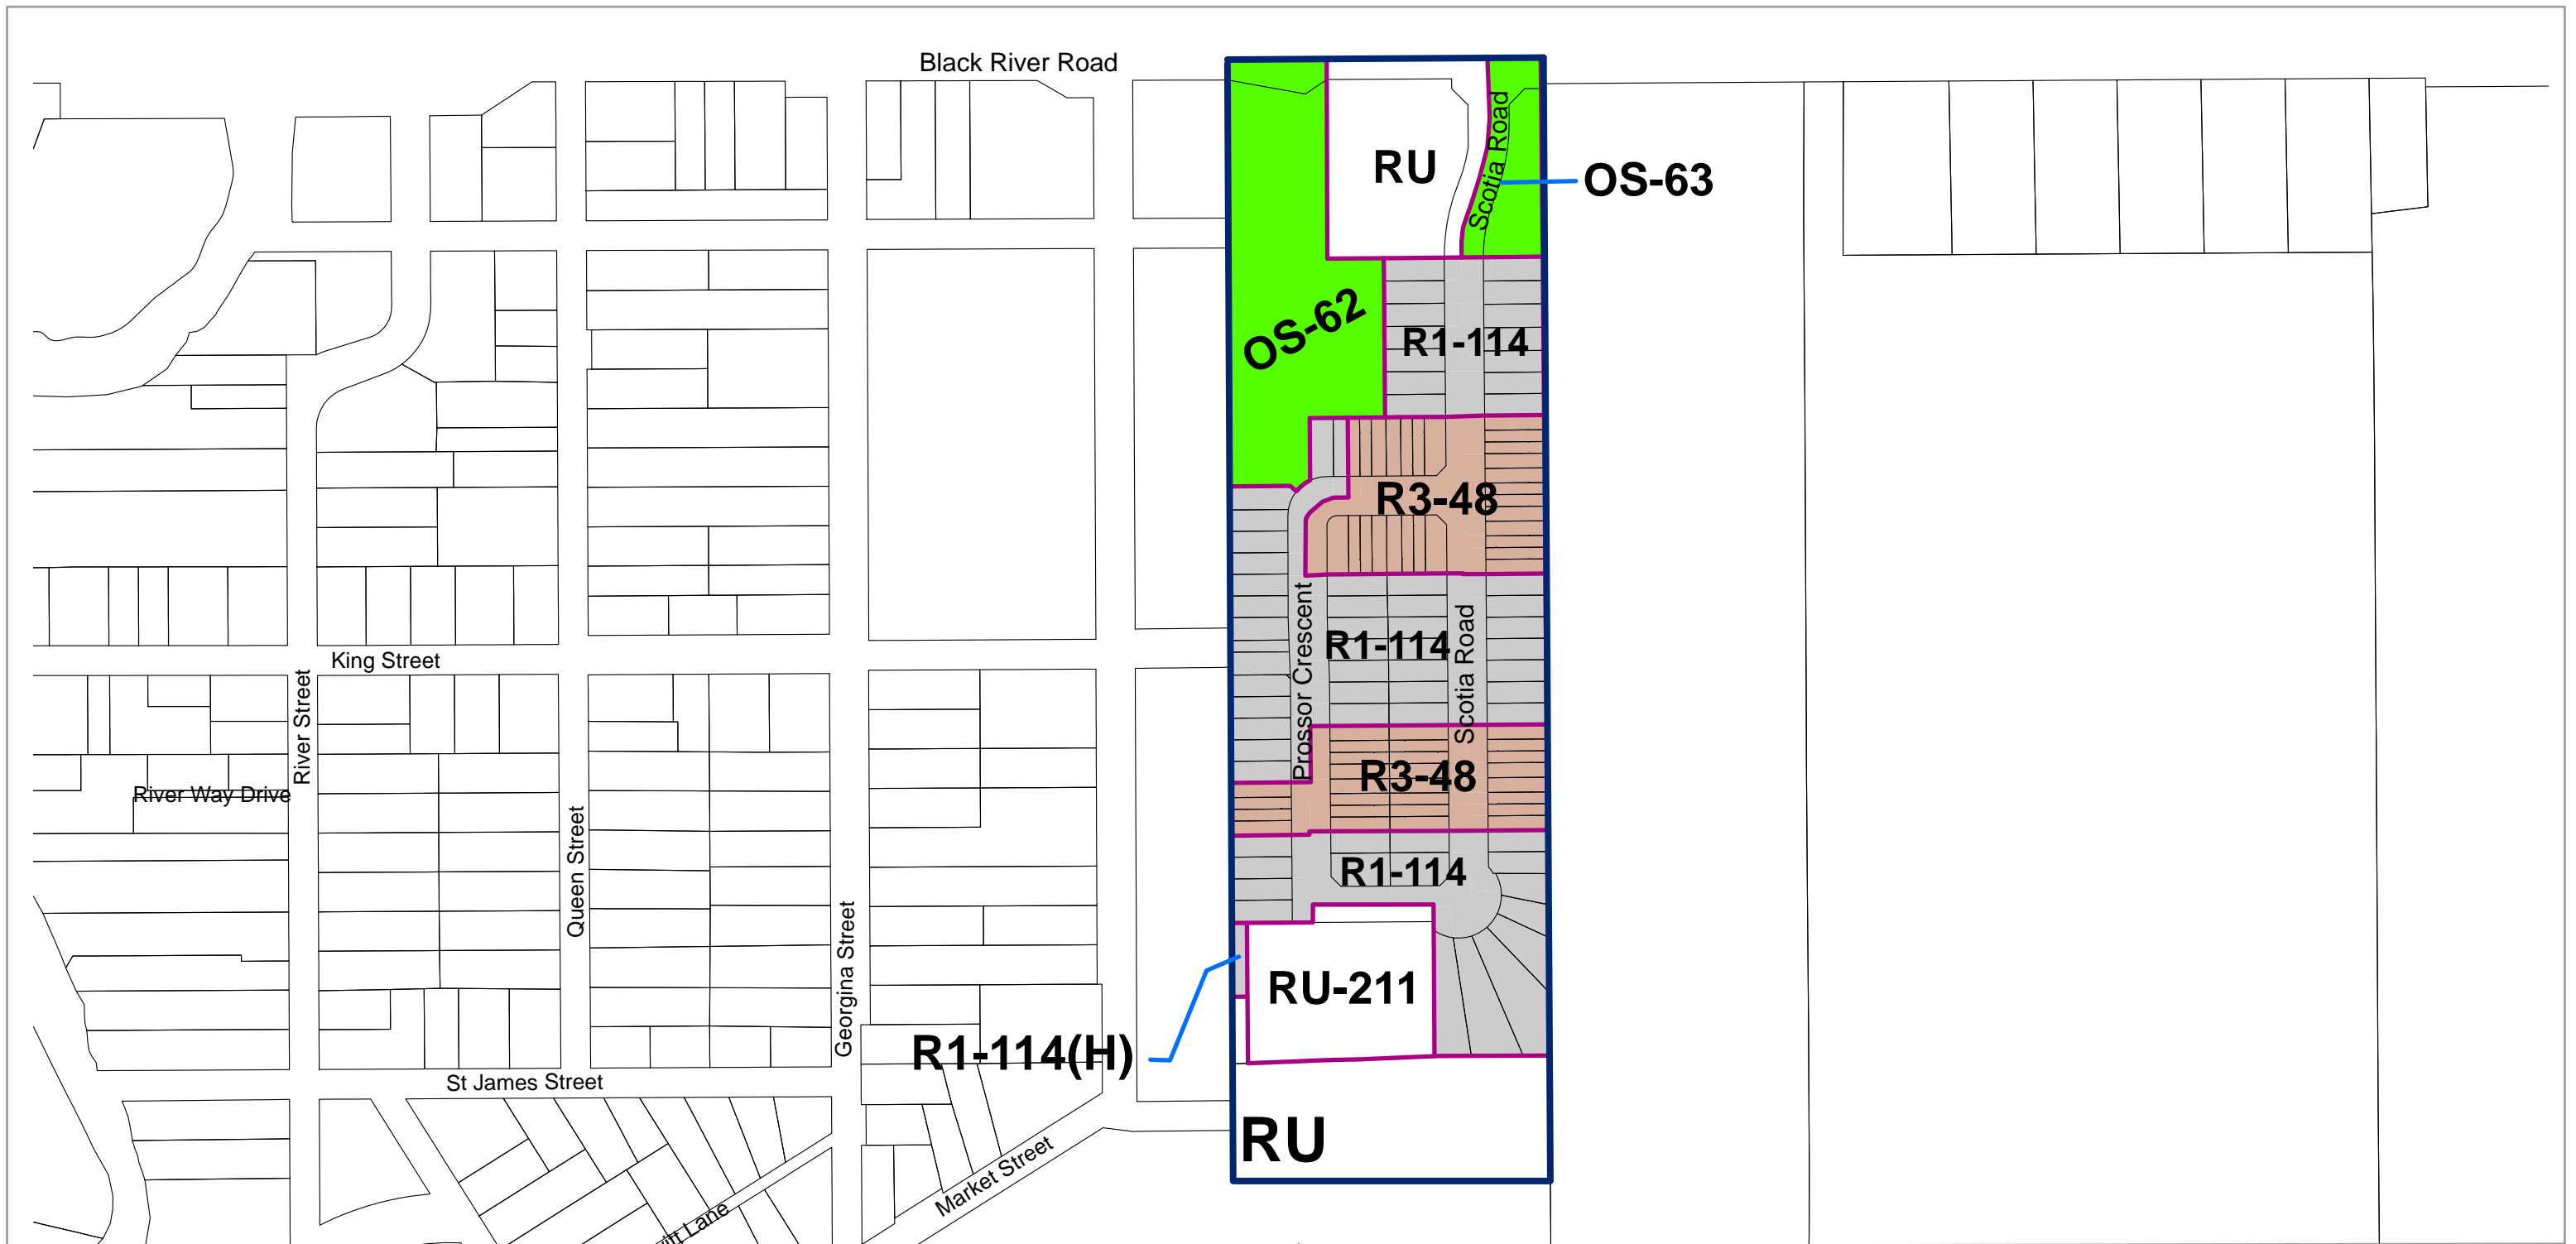 Black River Road
RU
Scotia Road
OS-63
OS-62
R1-114
R3-48
Prossor Crescent
R1-114
Scotia Road
King Street
River Street
R3-48
River Way Drive
Queen Street
R1-114
Georgina Street
RU-211
R1-114(H)
St James Street
RU
Market Street
Lane